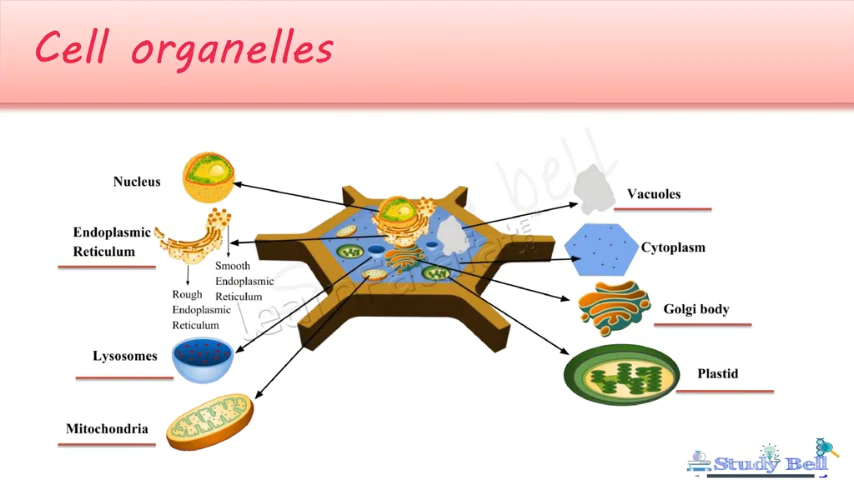 Cell organelles
Nucleus
Endoplasmic
Reticulum
Smooth
Endoplasmic
Reticulum
Rough
Endoplasmic
Reticulum
Lysosomes
Mitochondria
Vacuoles
Cytoplasm
Golgi body
Plastid
bell
Study Bell